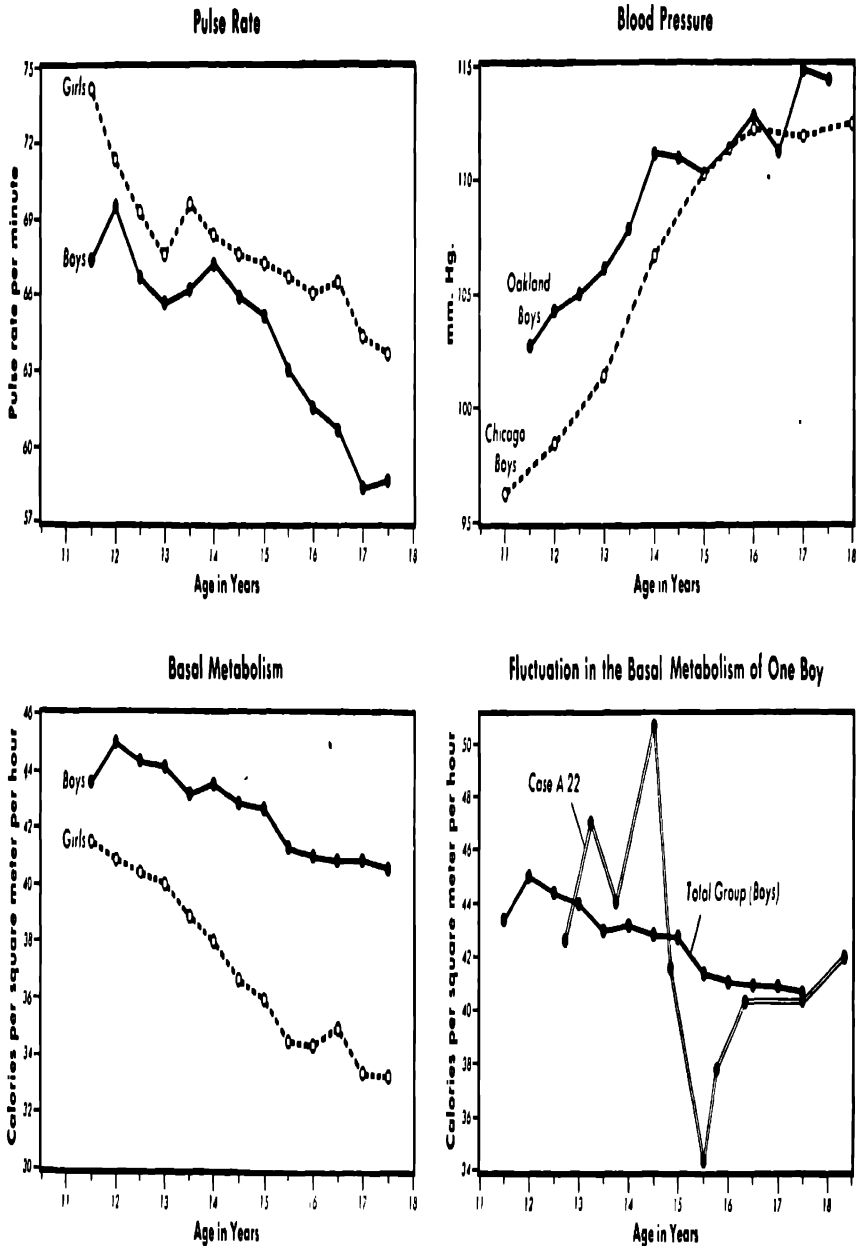 Pulse Rate
75
72
69
66
63
60
57
Girls
Boys
Pulse rate per minute
11 12 13 14 15 16 17 18
Age in Years
Blood Pressure
115
110
105
100
95
mm. Hg.
Oakland
Boys
Chicago
Boys
11 12 13 14 15 16 17 18
Age in Years
Basal Metabolism
46
44
42
40
38
36
34
32
30
Boys
Girls
Calories per square meter per hour
11 12 13 14 15 16 17 18
Age in Years
Fluctuation in the Basal Metabolism of One Boy
50
48
46
44
42
40
38
36
34
Case A 22
Total Group (Boys)
Calories per square meter per hour
11 12 13 14 15 16 17 18
Age in Years